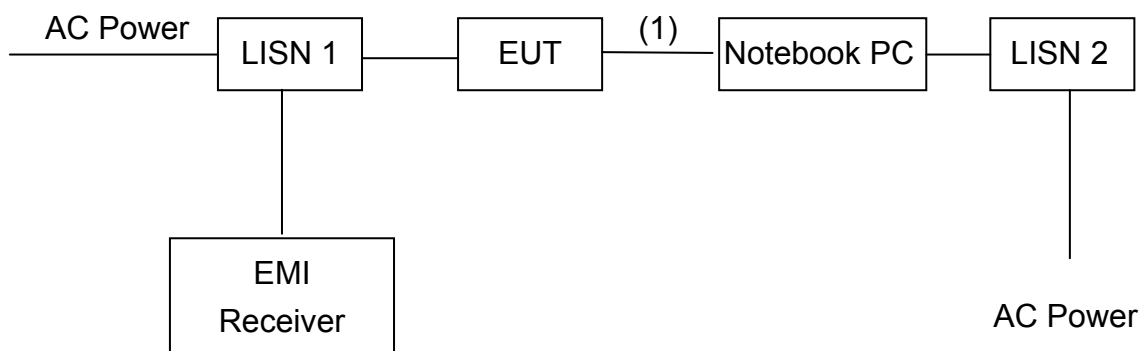 AC Power
LISN 1
EUT
(1)
Notebook PC
LISN 2
EMI
Receiver
AC Power